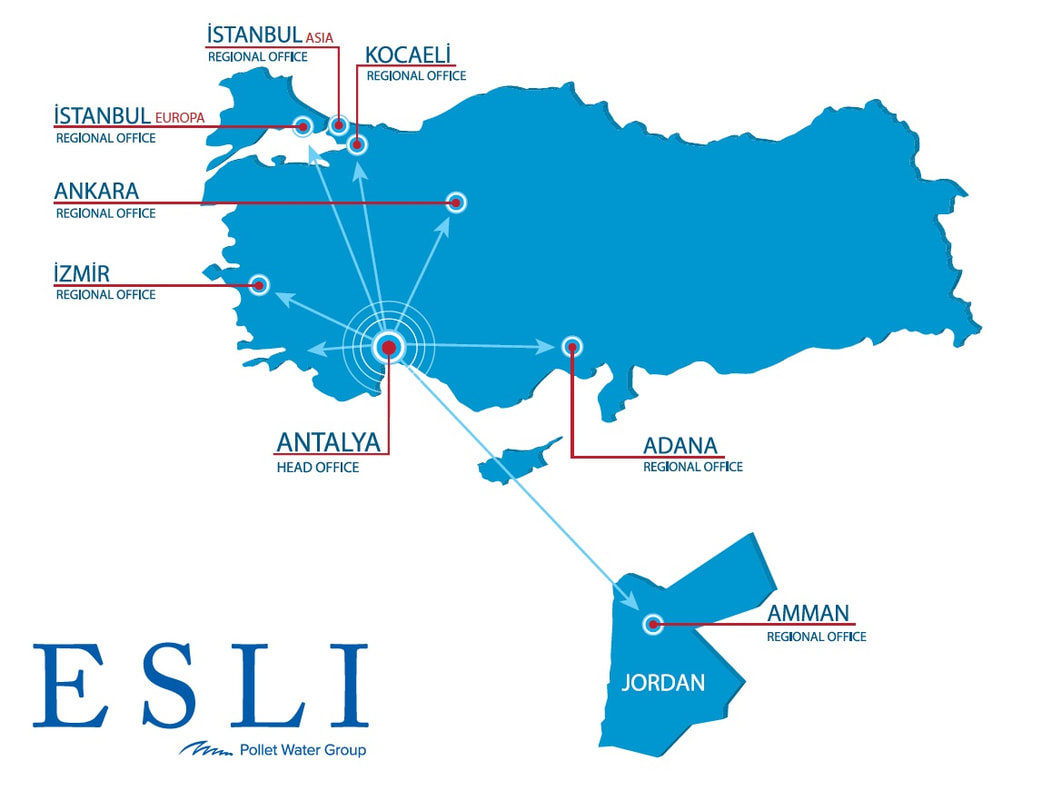 İSTANBUL ASIA
REGIONAL OFFICE
KOCAELİ
REGIONAL OFFICE
İSTANBUL EUROPA
REGIONAL OFFICE
ANKARA
REGIONAL OFFICE
İZMİR
REGIONAL OFFICE
ANTALYA
HEAD OFFICE
ADANA
REGIONAL OFFICE
AMMAN
REGIONAL OFFICE
JORDAN
ESLI
Pollet Water Group